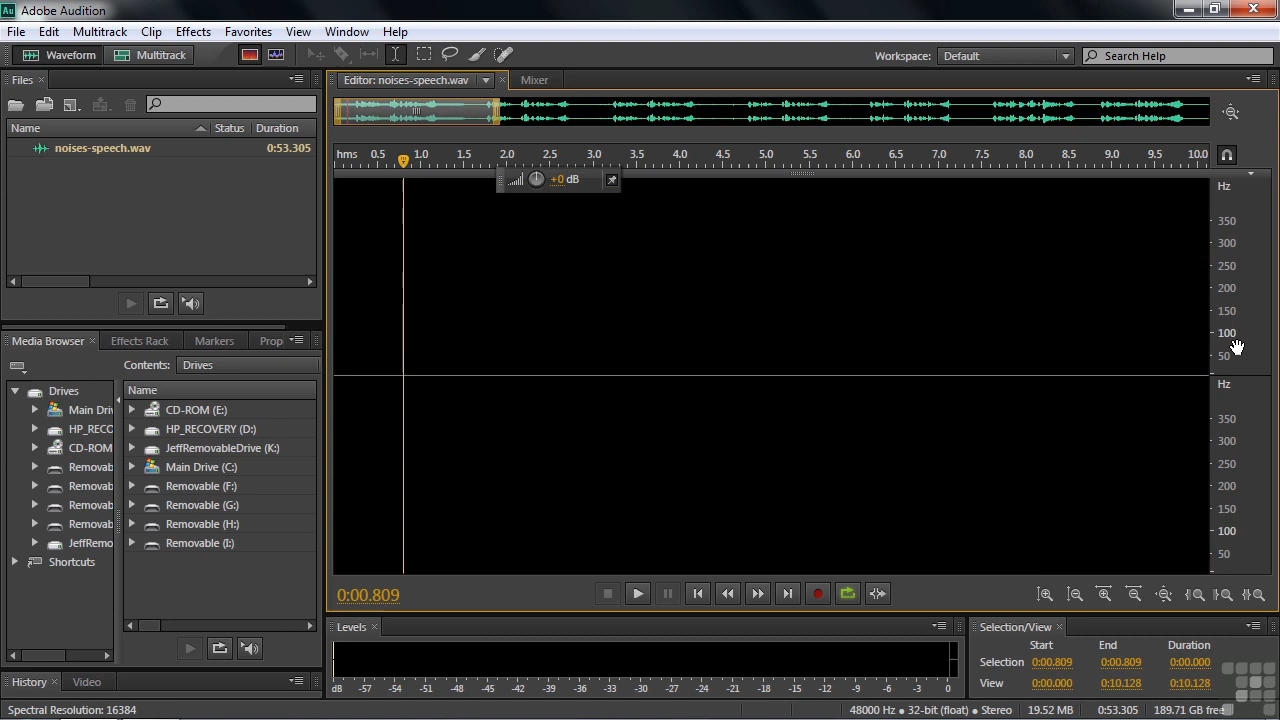 Au Adobe Audition
File Edit Multitrack Clip Effects Favorites View Window Help
Waveform Multitrack Workspace: Default Search Help
Files Editor: noises-speech.wav Mixer
Name Status Duration
noises-speech.wav 0:53.305
hms 0.5 1.0 1.5 2.0 2.5 3.0 3.5 4.0 4.5 5.0 5.5 6.0 6.5 7.0 7.5 8.0 8.5 9.0 9.5 10.0
+0 dB
Hz
350
300
250
200
150
100
50
Hz
350
300
250
200
150
100
50
Media Browser Effects Rack Markers Prop
Contents: Drives
Drives
Main Driv
HP_RECO
CD-ROM
Removab
Removab
Removab
Removab
JeffRemo
Shortcuts
Name
CD-ROM (E:)
HP_RECOVERY (D:)
JeffRemovableDrive (K:)
Main Drive (C:)
Removable (F:)
Removable (G:)
Removable (H:)
Removable (I:)
0:00.809
Levels
dB -57 -54 -51 -48 -45 -42 -39 -36 -33 -30 -27 -24 -21 -18 -15 -12 -9 -6 -3 0
Selection/View
Start End Duration
Selection 0:00.809 0:00.809 0:00.000
View 0:00.000 0:10.128 0:10.128
History Video
Spectral Resolution: 16384 48000 Hz ● 32-bit (float) ● Stereo 19.52 MB 0:53.305 189.71 GB free